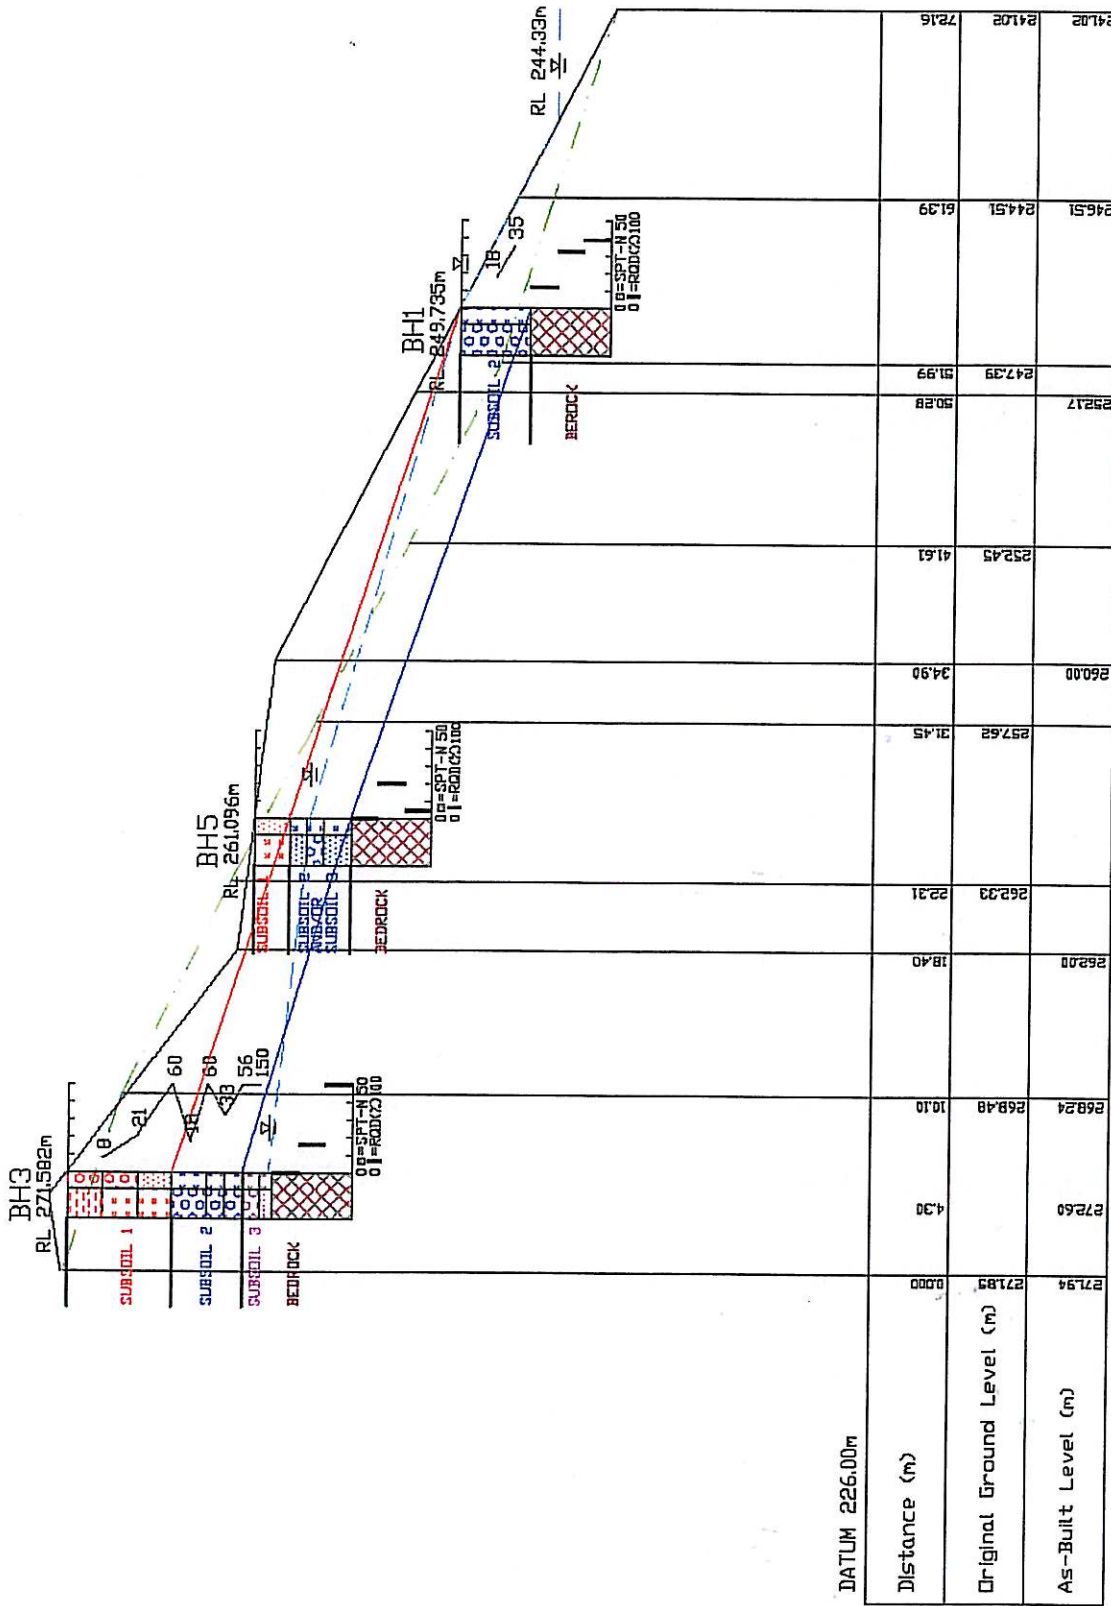 BH3
RL 271.582m
8
21
60
18
60
33
56
150
SUBSOIL 1
SUBSOIL 2
SUBSOIL 3
BEDROCK
0 =SPT-N 50
0 =RQD(%)100
BH5
RL 261.096m
SUBSOIL 1
SUBSOIL 2
AND/OR
SUBSOIL 3
BEDROCK
0 =SPT-N 50
0 =RQD(%)100
BH1
RL 249.735m
18
35
SUBSOIL 2
BEROCK
0 =SPT-N 50
0 =RQD(%)100
RL 244.33m
DATUM 226.00m
Distance (m) 0.000 4.30 10.10 18.40 22.31 31.45 34.90 41.61 50.28 51.99 61.39 72.16
Original Ground Level (m) 271.85 268.48 262.33 257.62 252.45 247.39 244.51 241.02
As-Built Level (m) 271.94 272.60 268.24 262.00 260.00 252.17 246.51 241.02